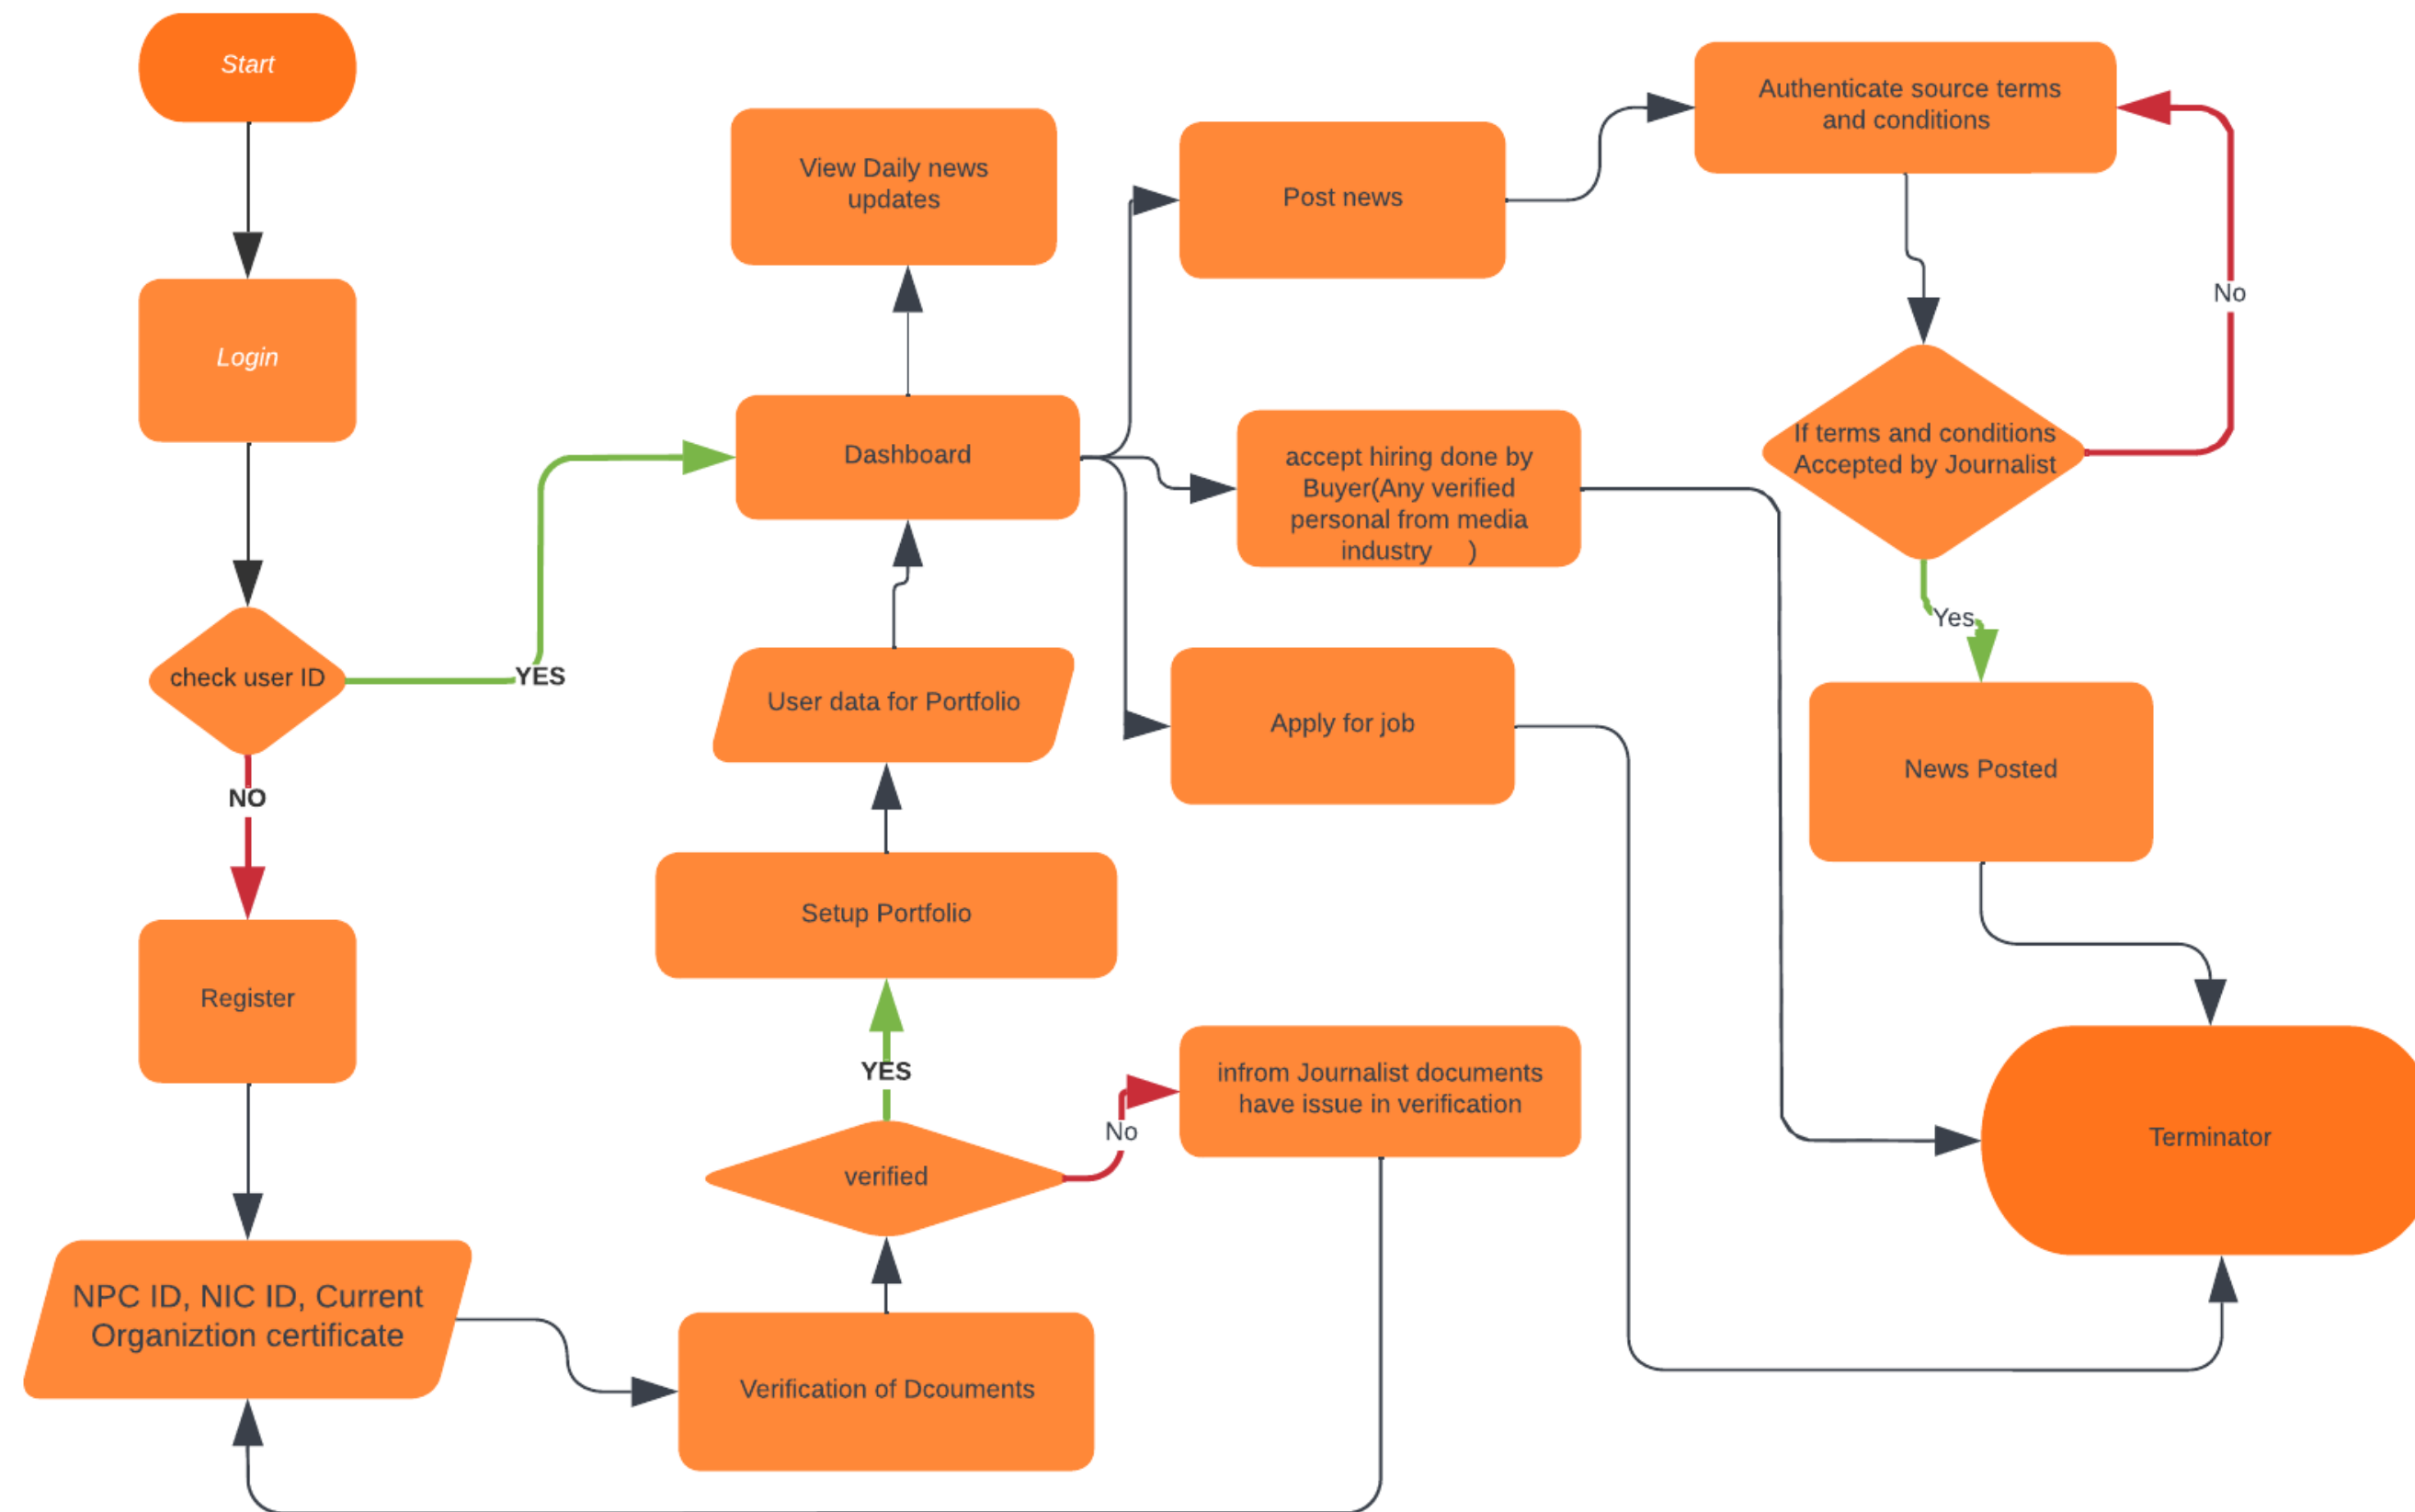 Start
Login
check user ID
YES
NO
Register
NPC ID, NIC ID, Current
Organiztion certificate
View Daily news
updates
Dashboard
User data for Portfolio
Setup Portfolio
YES
verified
No
Verification of Dcouments
infrom Journalist documents
have issue in verification
Post news
accept hiring done by
Buyer(Any verified
personal from media
industry )
Apply for job
Authenticate source terms
and conditions
No
If terms and conditions
Accepted by Journalist
Yes
News Posted
Terminator